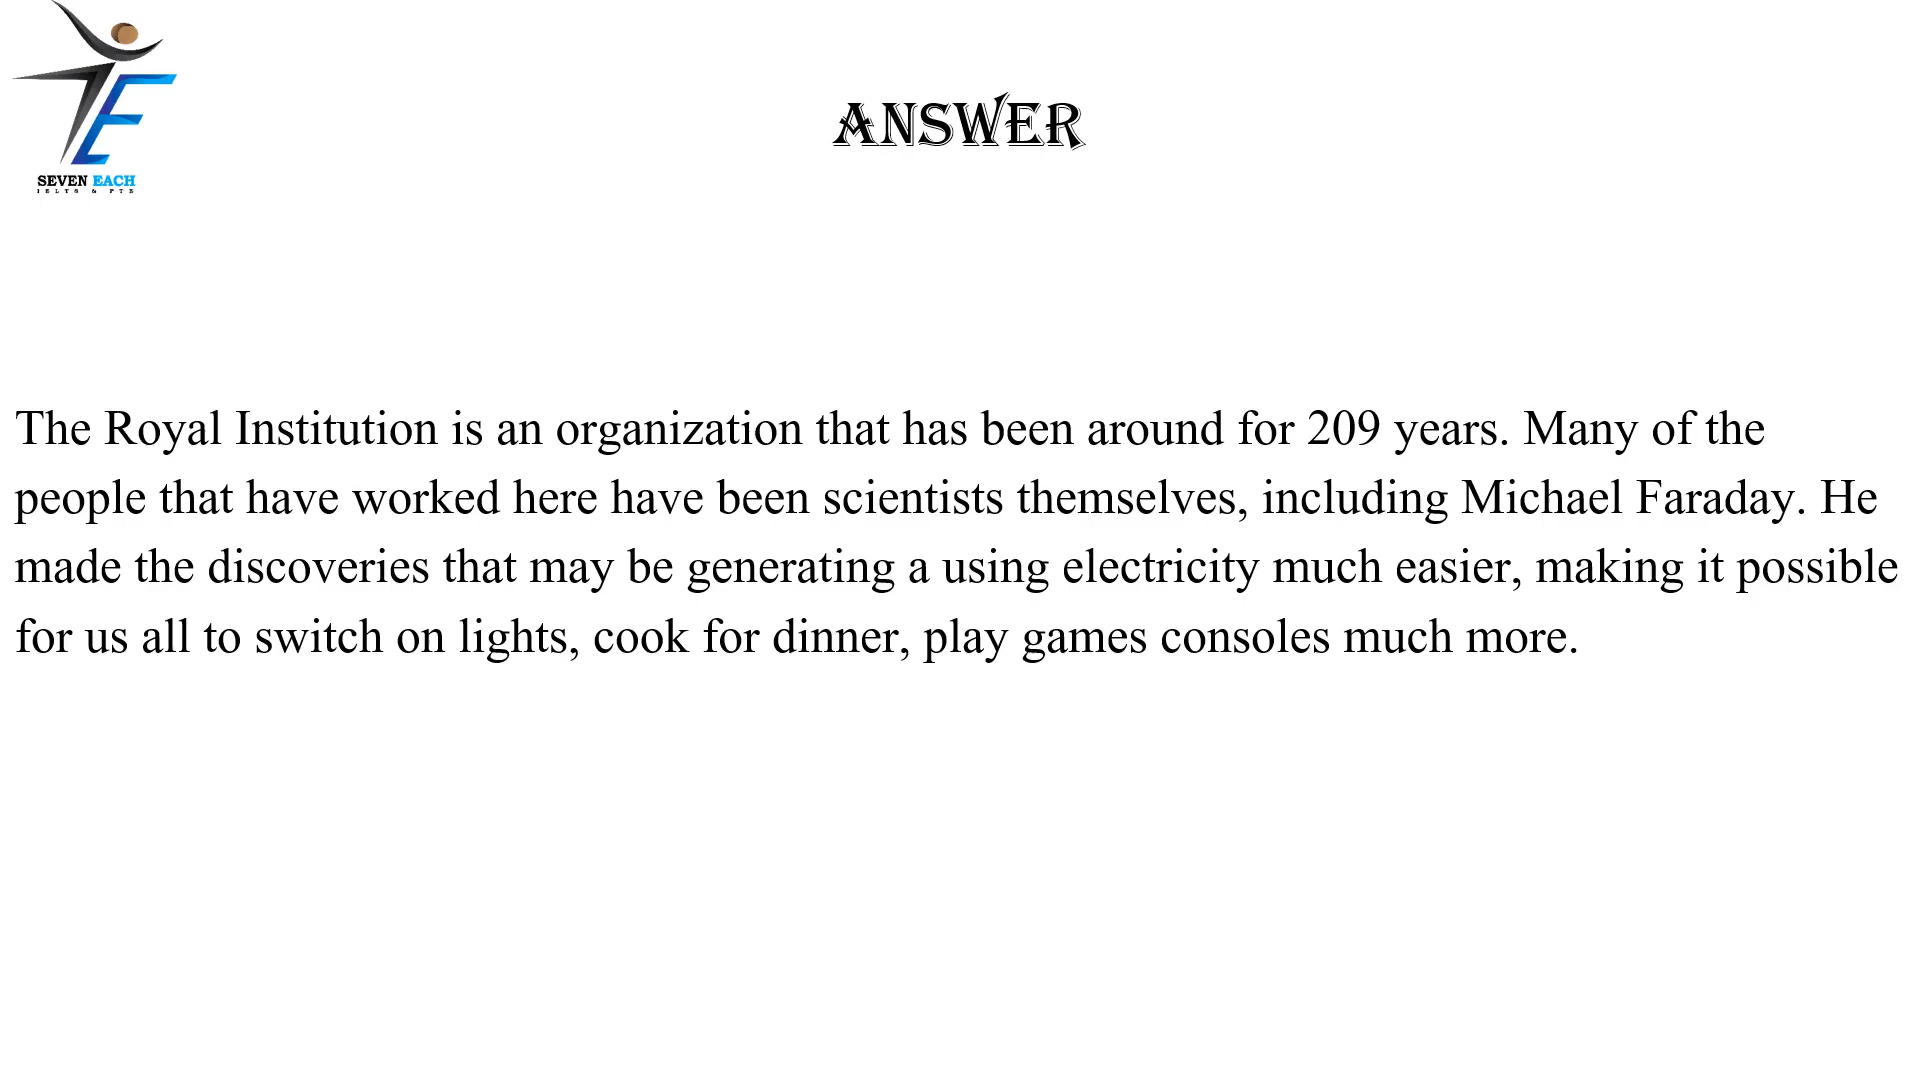 SEVEN EACH
IELTS & PTE
ANSWER
The Royal Institution is an organization that has been around for 209 years. Many of the
people that have worked here have been scientists themselves, including Michael Faraday. He
made the discoveries that may be generating a using electricity much easier, making it possible
for us all to switch on lights, cook for dinner, play games consoles much more.